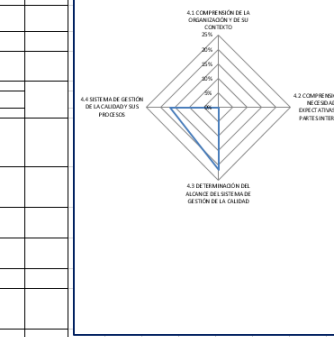 4.1 COMPRENSIÓN DE LA
ORGANIZACIÓN Y DE SU
CONTEXTO
25%
20%
15%
10%
5%
0%
4.2 COMPRENSIÓN
NECESIDAD
EXPECTATIVAS
PARTES INTER
4.3 DETERMINACIÓN DEL
ALCANCE DEL SISTEMA DE
GESTIÓN DE LA CALIDAD
4.4 SISTEMA DE GESTIÓN
DE LA CALIDAD Y SUS
PROCESOS